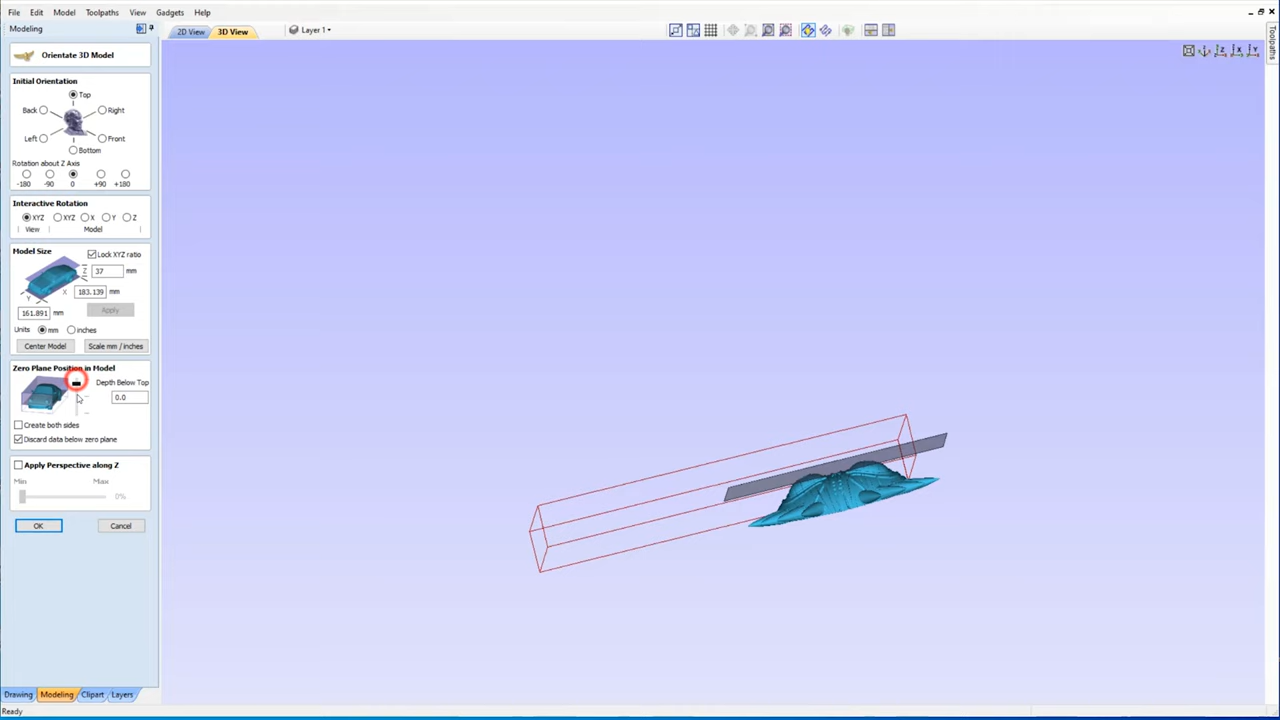 File Edit Model Toolpaths View Gadgets Help
Modeling
2D View 3D View Layer 1
Toolpaths
Z X Y
Orientate 3D Model
Initial Orientation
Top
Back Right
Left Front
Bottom
Rotation about Z Axis
-180 -90 0 +90 +180
Interactive Rotation
XYZ XYZ X Y Z
View Model
Model Size
Lock XYZ ratio
Z 37 mm
Y X 183.139 mm
161.891 mm Apply
Units mm inches
Center Model Scale mm / inches
Zero Plane Position in Model
Depth Below Top
0.0
Create both sides
Discard data below zero plane
Apply Perspective along Z
Min Max
0%
OK Cancel
Drawing Modeling Clipart Layers
Ready